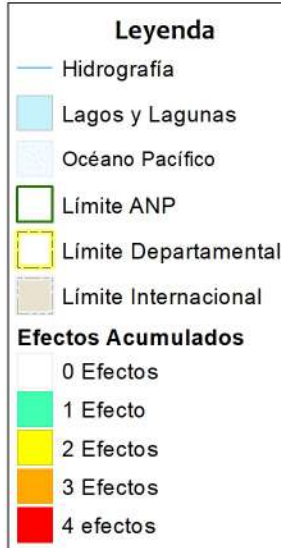 Leyenda
Hidrografía
Lagos y Lagunas
Océano Pacífico
Límite ANP
Límite Departamental
Límite Internacional
Efectos Acumulados
0 Efectos
1 Efecto
2 Efectos
3 Efectos
4 efectos